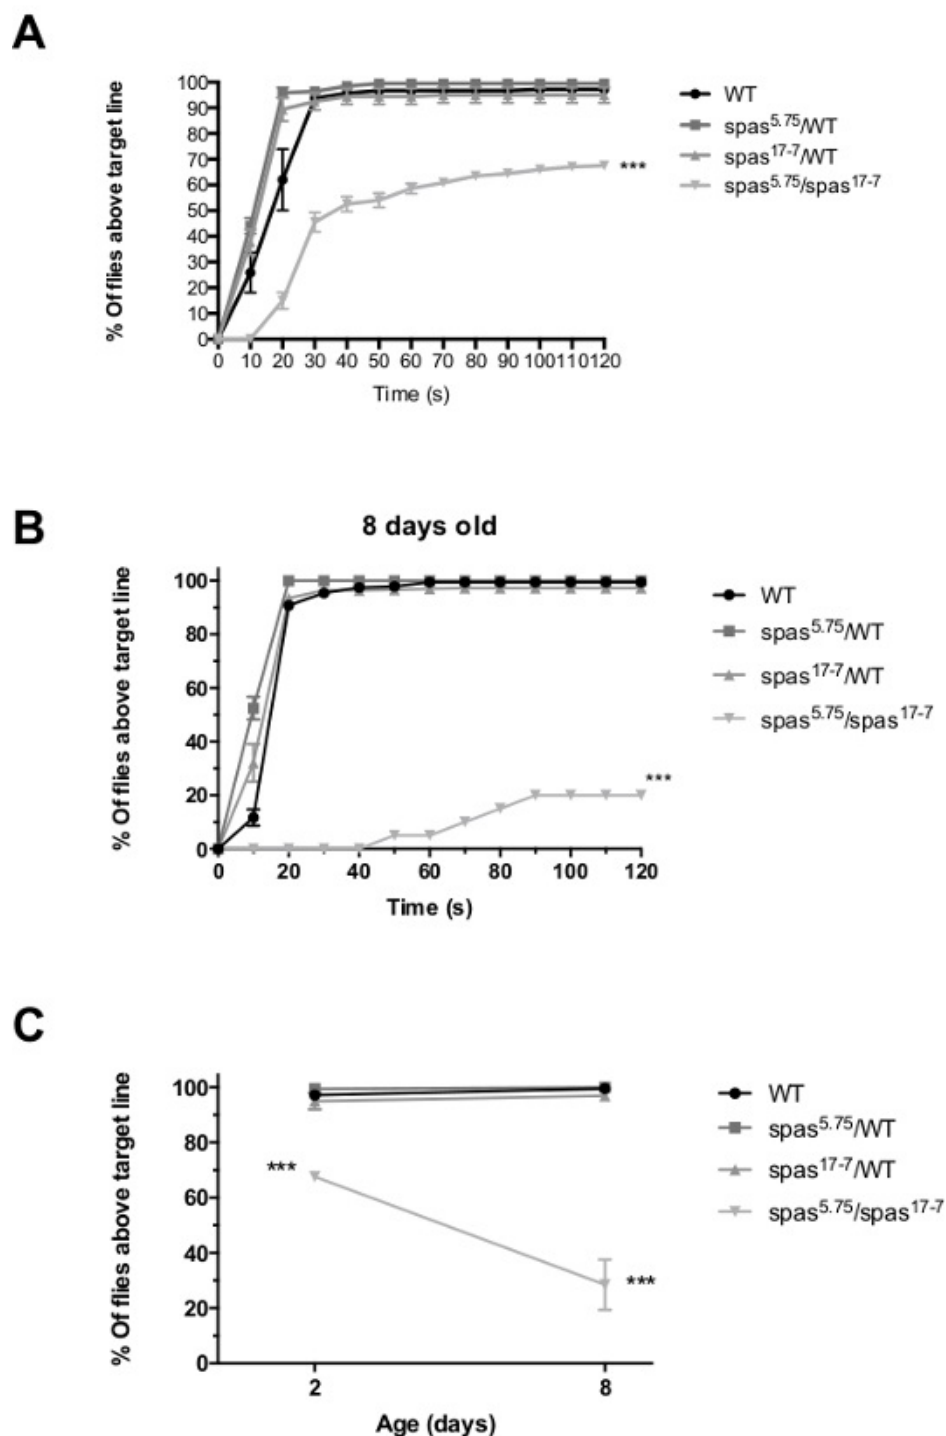 A
% Of flies above target line
100
90
80
70
60
50
40
30
20
10
0
0 10 20 30 40 50 60 70 80 90 100 110 120
Time (s)
***
WT
spas5.75/WT
spas17-7/WT
spas5.75/spas17-7
B
8 days old
% Of flies above target line
100
80
60
40
20
0
0 20 40 60 80 100 120
Time (s)
***
WT
spas5.75/WT
spas17-7/WT
spas5.75/spas17-7
C
% Of flies above target line
100
80
60
40
20
0
2 8
Age (days)
***
***
WT
spas5.75/WT
spas17-7/WT
spas5.75/spas17-7